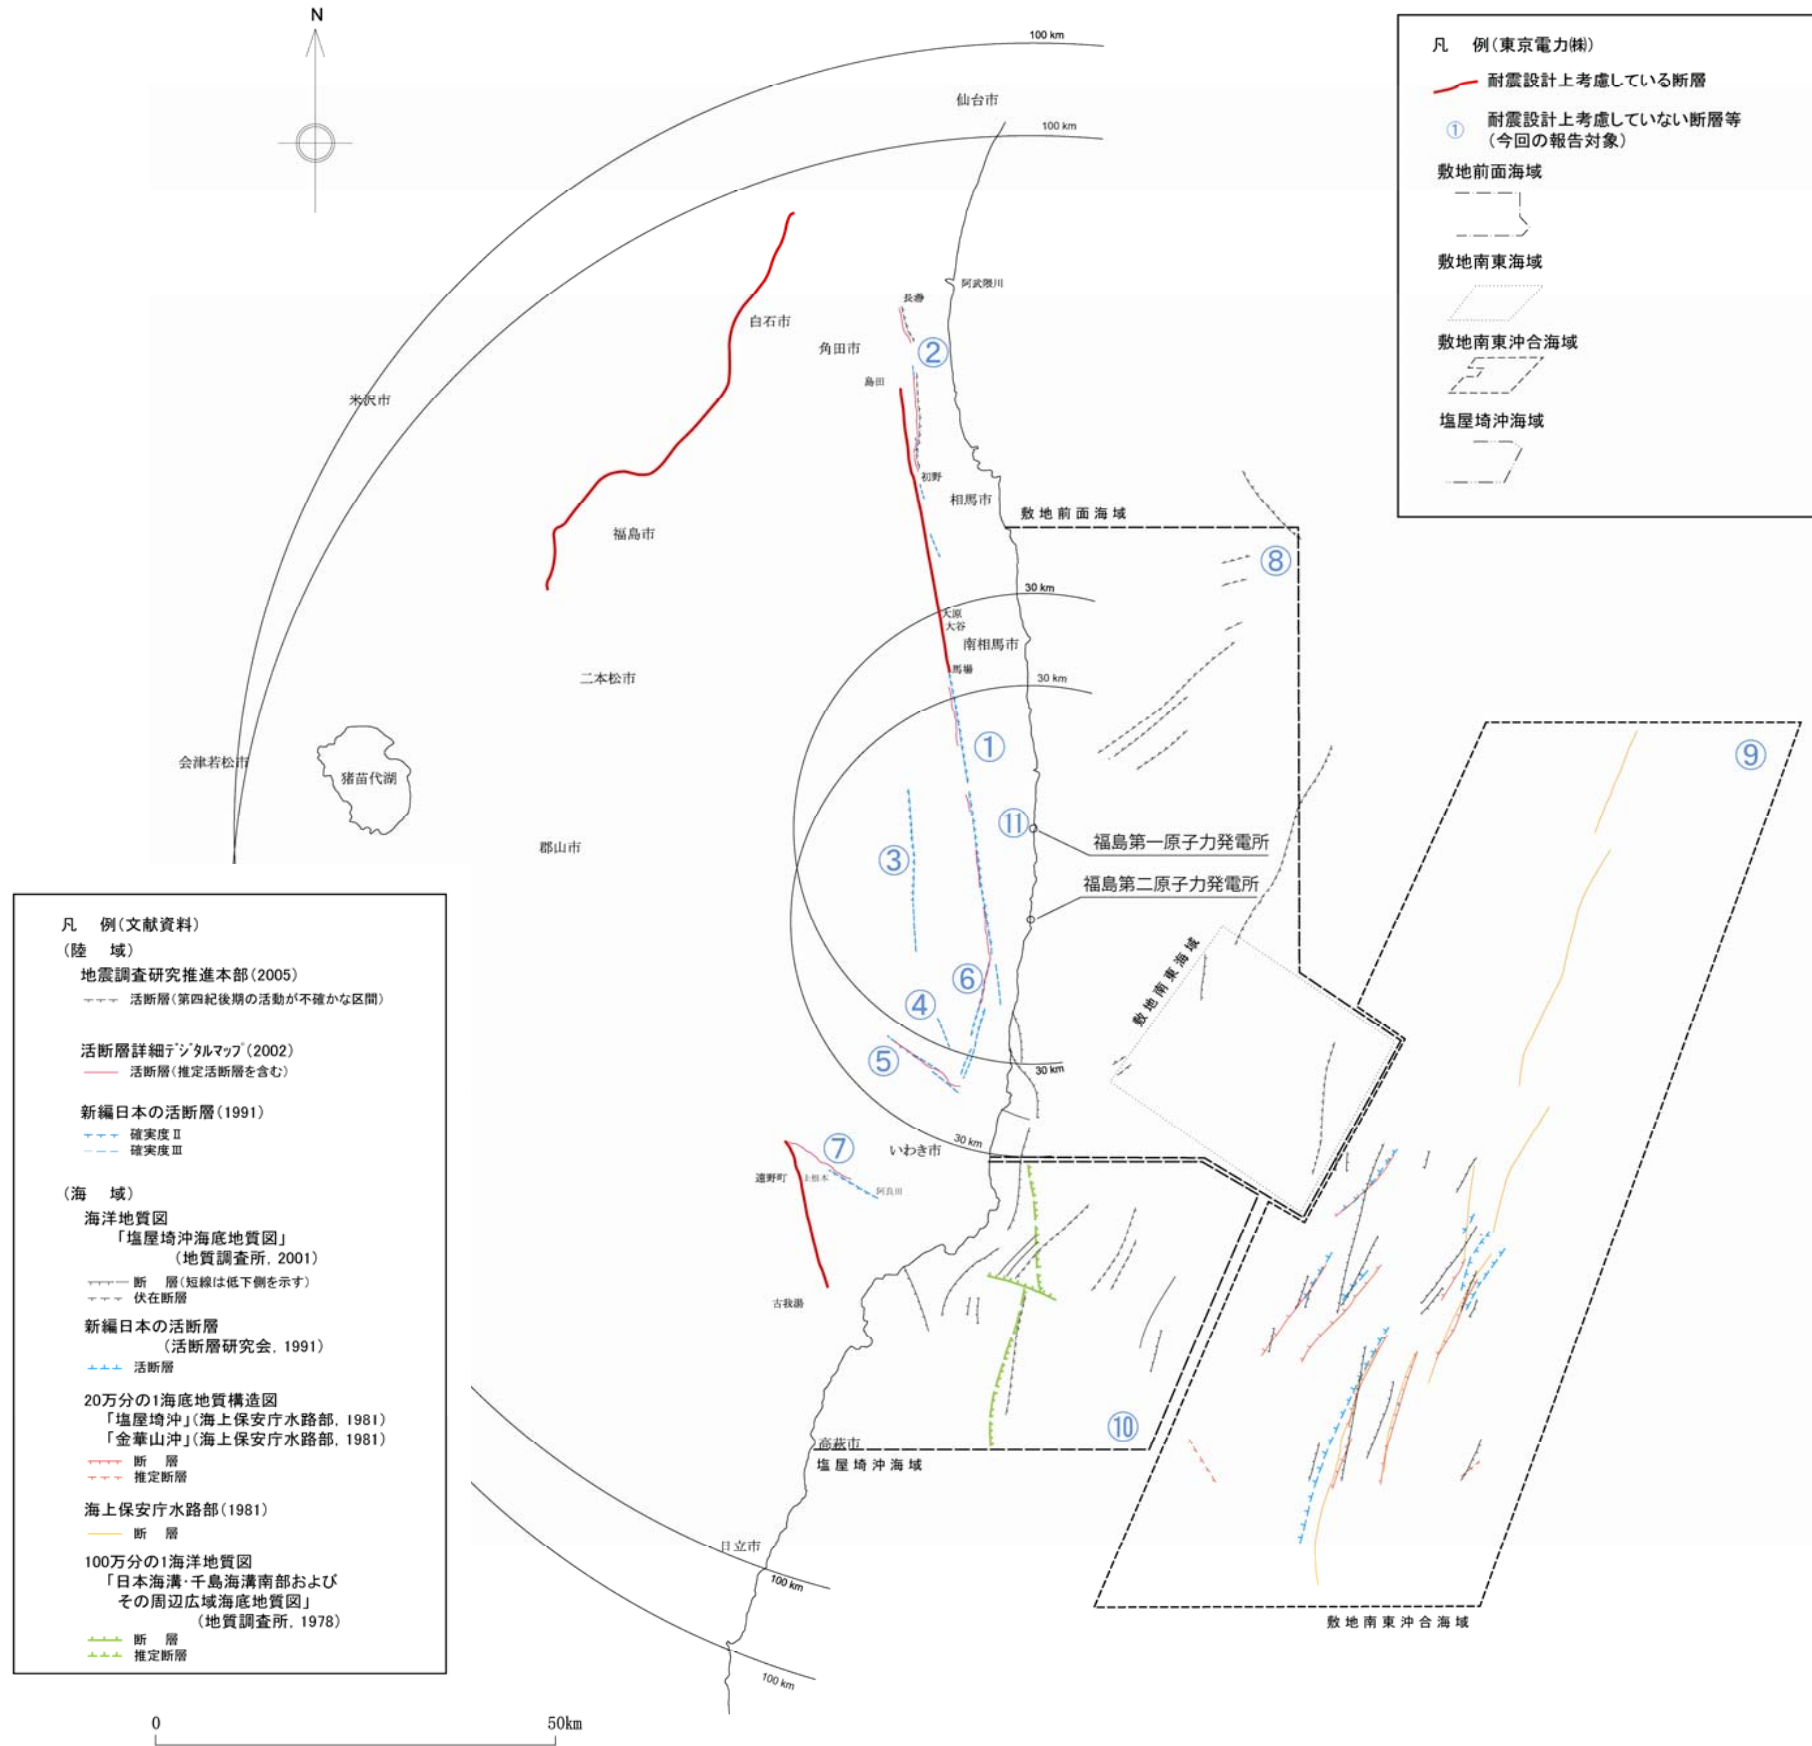 N
100 km
仙台市
100 km
凡　例(東京電力㈱)
耐震設計上考慮している断層
① 耐震設計上考慮していない断層等
(今回の報告対象)
敷地前面海域
敷地南東海域
敷地南東沖合海域
塩屋埼沖海域
阿武隈川
白石市
角田市
②
島田
米沢市
初野
相馬市
敷地前面海域
福島市
⑧
30 km
大原
大谷
南相馬市
馬場
二本松市
30 km
①
⑨
会津若松市
猪苗代湖
⑪
福島第一原子力発電所
郡山市
③
福島第二原子力発電所
敷地南東海域
⑥
④
⑤
30 km
30 km
いわき市
⑦
遠野町
上根本
阿良田
古我湯
⑩
高萩市
塩屋埼沖海域
日立市
100 km
敷地南東沖合海域
100 km
凡　例(文献資料)
(陸　域)
地震調査研究推進本部(2005)
活断層(第四紀後期の活動が不確かな区間)
活断層詳細デジタルマップ(2002)
活断層(推定活断層を含む)
新編日本の活断層(1991)
確実度Ⅱ
確実度Ⅲ
(海　域)
海洋地質図
「塩屋埼沖海底地質図」
(地質調査所, 2001)
断　層(短線は低下側を示す)
伏在断層
新編日本の活断層
(活断層研究会, 1991)
活断層
20万分の1海底地質構造図
「塩屋埼沖」(海上保安庁水路部, 1981)
「金華山沖」(海上保安庁水路部, 1981)
断　層
推定断層
海上保安庁水路部(1981)
断　層
100万分の1海洋地質図
「日本海溝・千島海溝南部および
その周辺広域海底地質図」
(地質調査所, 1978)
断　層
推定断層
0
50km